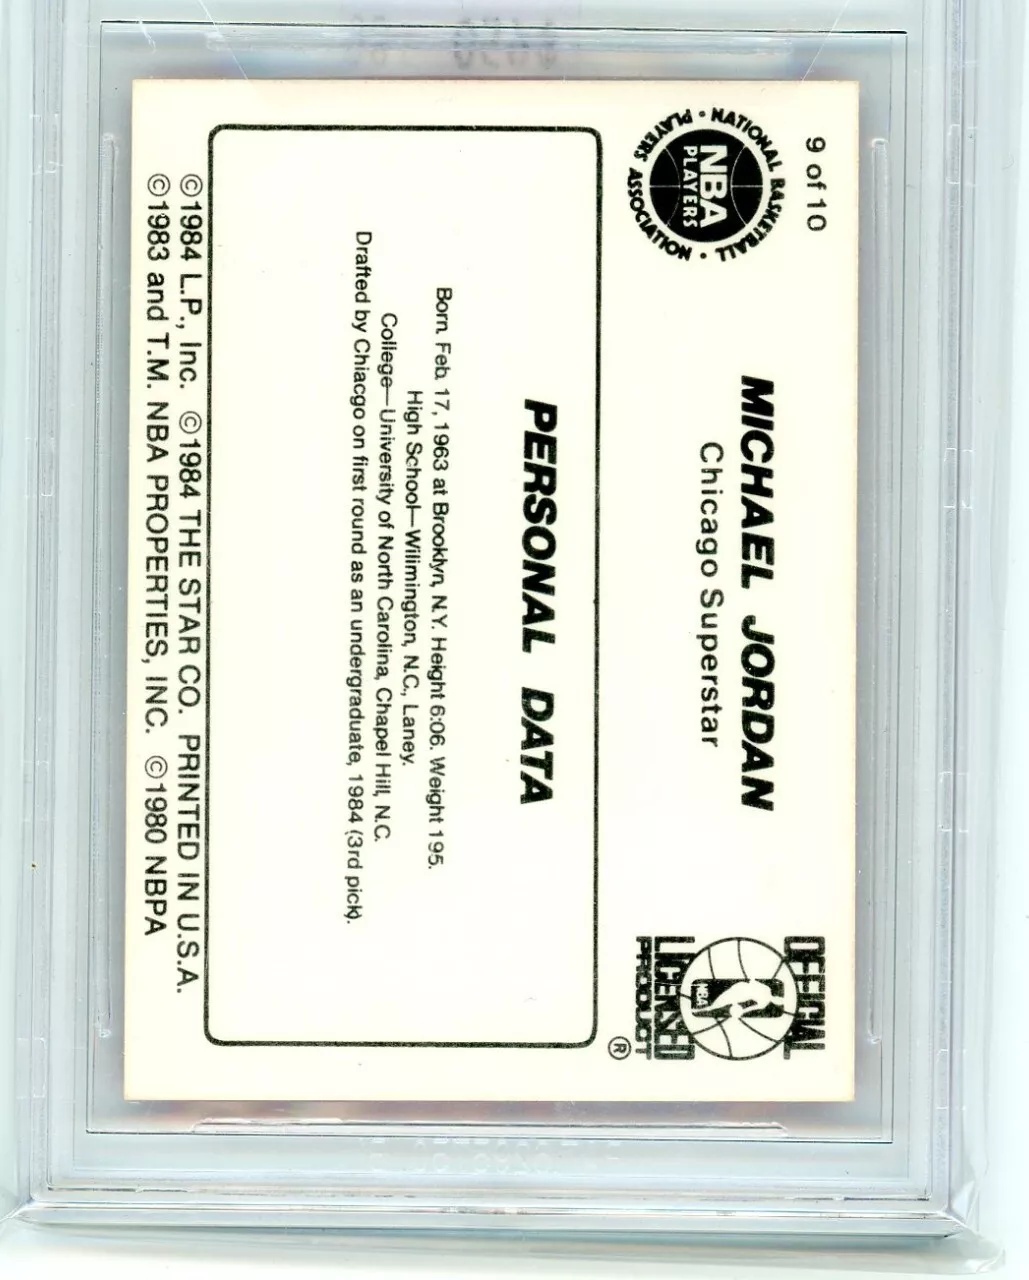 9 of 10
NATIONAL BASKETBALL
PLAYERS ASSOCIATION
NBA
PLAYERS
MICHAEL JORDAN
Chicago Superstar
OFFICIAL
NBA
LICENSED
PRODUCT
®
PERSONAL DATA
Born Feb. 17, 1963 at Brooklyn, N.Y. Height 6:06. Weight 195.
High School—Wilimington, N.C., Laney.
College—University of North Carolina, Chapel Hill, N.C.
Drafted by Chiacgo on first round as an undergraduate, 1984 (3rd pick).
©1984 L.P., Inc. ©1984 THE STAR CO. PRINTED IN U.S.A.
©1983 and T.M. NBA PROPERTIES, INC. ©1980 NBPA